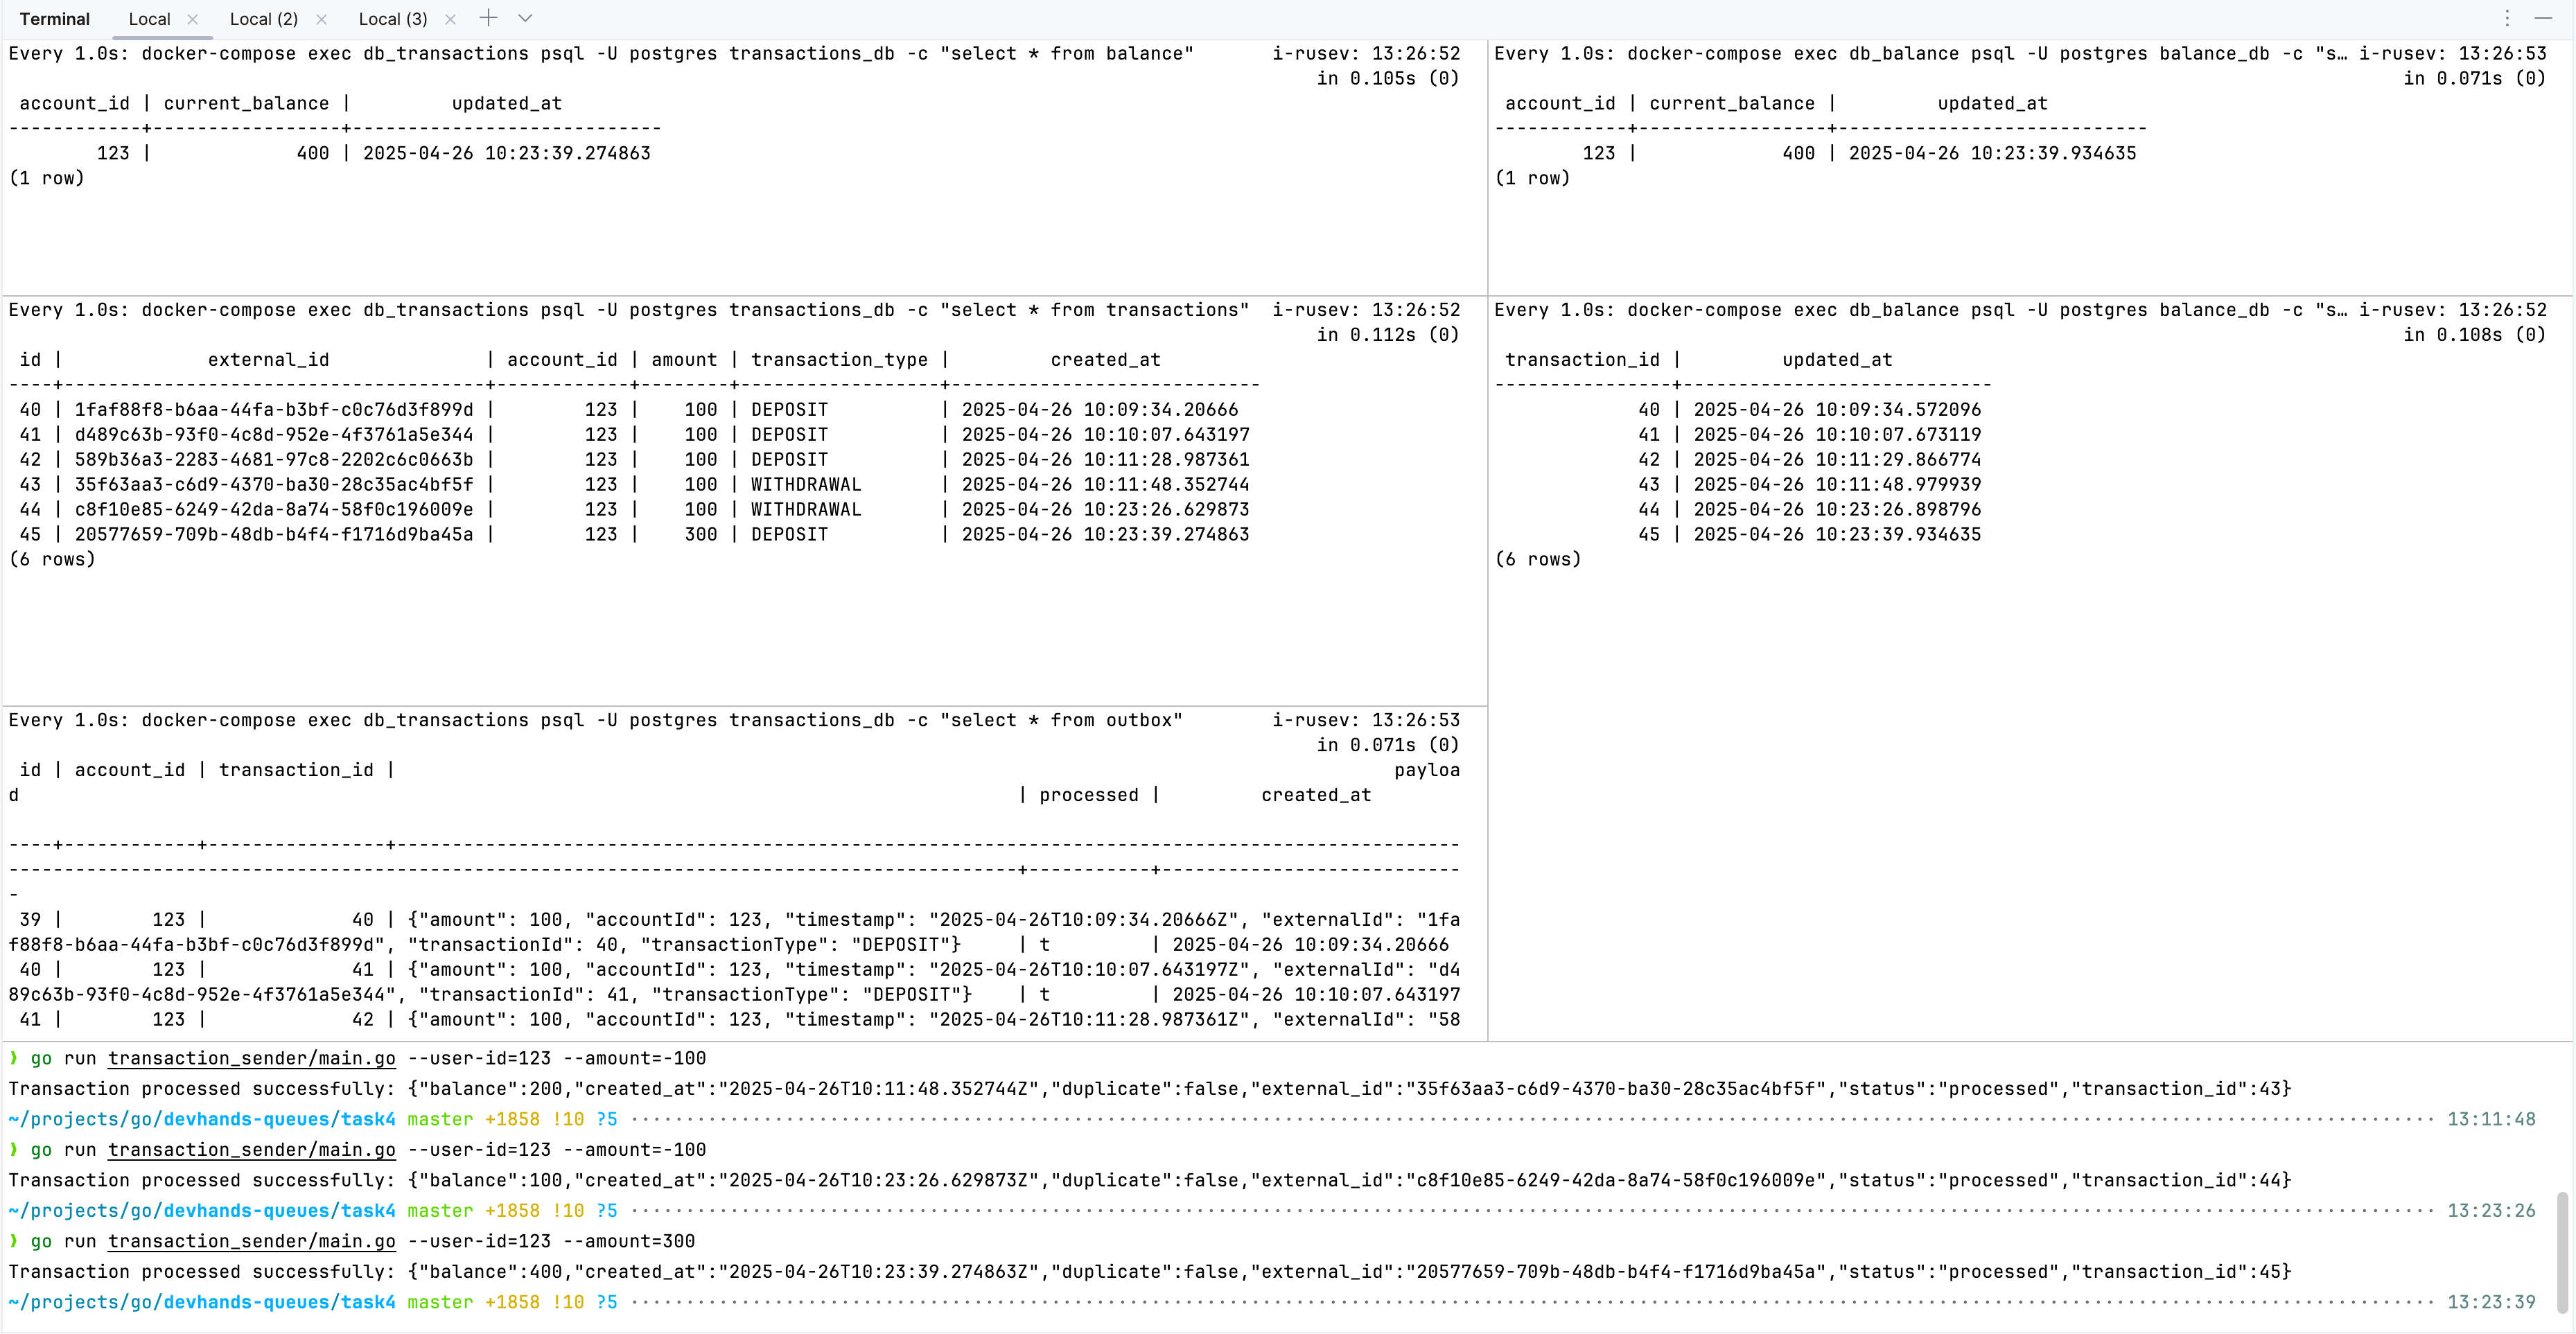 Terminal Local Local (2) Local (3)
Every 1.0s: docker-compose exec db_transactions psql -U postgres transactions_db -c "select * from balance" i-rusev: 13:26:52
in 0.105s (0)
account_id | current_balance | updated_at
------------+-----------------+----------------------------
123 | 400 | 2025-04-26 10:23:39.274863
(1 row)
Every 1.0s: docker-compose exec db_balance psql -U postgres balance_db -c "s… i-rusev: 13:26:53
in 0.071s (0)
account_id | current_balance | updated_at
------------+-----------------+----------------------------
123 | 400 | 2025-04-26 10:23:39.934635
(1 row)
Every 1.0s: docker-compose exec db_transactions psql -U postgres transactions_db -c "select * from transactions" i-rusev: 13:26:52
in 0.112s (0)
id | external_id | account_id | amount | transaction_type | created_at
----+--------------------------------------+------------+--------+------------------+----------------------------
40 | 1faf88f8-b6aa-44fa-b3bf-c0c76d3f899d | 123 | 100 | DEPOSIT | 2025-04-26 10:09:34.20666
41 | d489c63b-93f0-4c8d-952e-4f3761a5e344 | 123 | 100 | DEPOSIT | 2025-04-26 10:10:07.643197
42 | 589b36a3-2283-4681-97c8-2202c6c0663b | 123 | 100 | DEPOSIT | 2025-04-26 10:11:28.987361
43 | 35f63aa3-c6d9-4370-ba30-28c35ac4bf5f | 123 | 100 | WITHDRAWAL | 2025-04-26 10:11:48.352744
44 | c8f10e85-6249-42da-8a74-58f0c196009e | 123 | 100 | WITHDRAWAL | 2025-04-26 10:23:26.629873
45 | 20577659-709b-48db-b4f4-f1716d9ba45a | 123 | 300 | DEPOSIT | 2025-04-26 10:23:39.274863
(6 rows)
Every 1.0s: docker-compose exec db_balance psql -U postgres balance_db -c "s… i-rusev: 13:26:52
in 0.108s (0)
transaction_id | updated_at
----------------+----------------------------
40 | 2025-04-26 10:09:34.572096
41 | 2025-04-26 10:10:07.673119
42 | 2025-04-26 10:11:29.866774
43 | 2025-04-26 10:11:48.979939
44 | 2025-04-26 10:23:26.898796
45 | 2025-04-26 10:23:39.934635
(6 rows)
Every 1.0s: docker-compose exec db_transactions psql -U postgres transactions_db -c "select * from outbox" i-rusev: 13:26:53
in 0.071s (0)
id | account_id | transaction_id | payloa
d | processed | created_at
----+------------+----------------+------------------------------------------------------------------------------------------------
-------------------------------------------------------------------------------------------+-----------+---------------------------
-
39 | 123 | 40 | {"amount": 100, "accountId": 123, "timestamp": "2025-04-26T10:09:34.20666Z", "externalId": "1fa
f88f8-b6aa-44fa-b3bf-c0c76d3f899d", "transactionId": 40, "transactionType": "DEPOSIT"} | t | 2025-04-26 10:09:34.20666
40 | 123 | 41 | {"amount": 100, "accountId": 123, "timestamp": "2025-04-26T10:10:07.643197Z", "externalId": "d4
89c63b-93f0-4c8d-952e-4f3761a5e344", "transactionId": 41, "transactionType": "DEPOSIT"} | t | 2025-04-26 10:10:07.643197
41 | 123 | 42 | {"amount": 100, "accountId": 123, "timestamp": "2025-04-26T10:11:28.987361Z", "externalId": "58
❯ go run transaction_sender/main.go --user-id=123 --amount=-100
Transaction processed successfully: {"balance":200,"created_at":"2025-04-26T10:11:48.352744Z","duplicate":false,"external_id":"35f63aa3-c6d9-4370-ba30-28c35ac4bf5f","status":"processed","transaction_id":43}
~/projects/go/devhands-queues/task4 master +1858 !10 ?5 13:11:48
❯ go run transaction_sender/main.go --user-id=123 --amount=-100
Transaction processed successfully: {"balance":100,"created_at":"2025-04-26T10:23:26.629873Z","duplicate":false,"external_id":"c8f10e85-6249-42da-8a74-58f0c196009e","status":"processed","transaction_id":44}
~/projects/go/devhands-queues/task4 master +1858 !10 ?5 13:23:26
❯ go run transaction_sender/main.go --user-id=123 --amount=300
Transaction processed successfully: {"balance":400,"created_at":"2025-04-26T10:23:39.274863Z","duplicate":false,"external_id":"20577659-709b-48db-b4f4-f1716d9ba45a","status":"processed","transaction_id":45}
~/projects/go/devhands-queues/task4 master +1858 !10 ?5 13:23:39